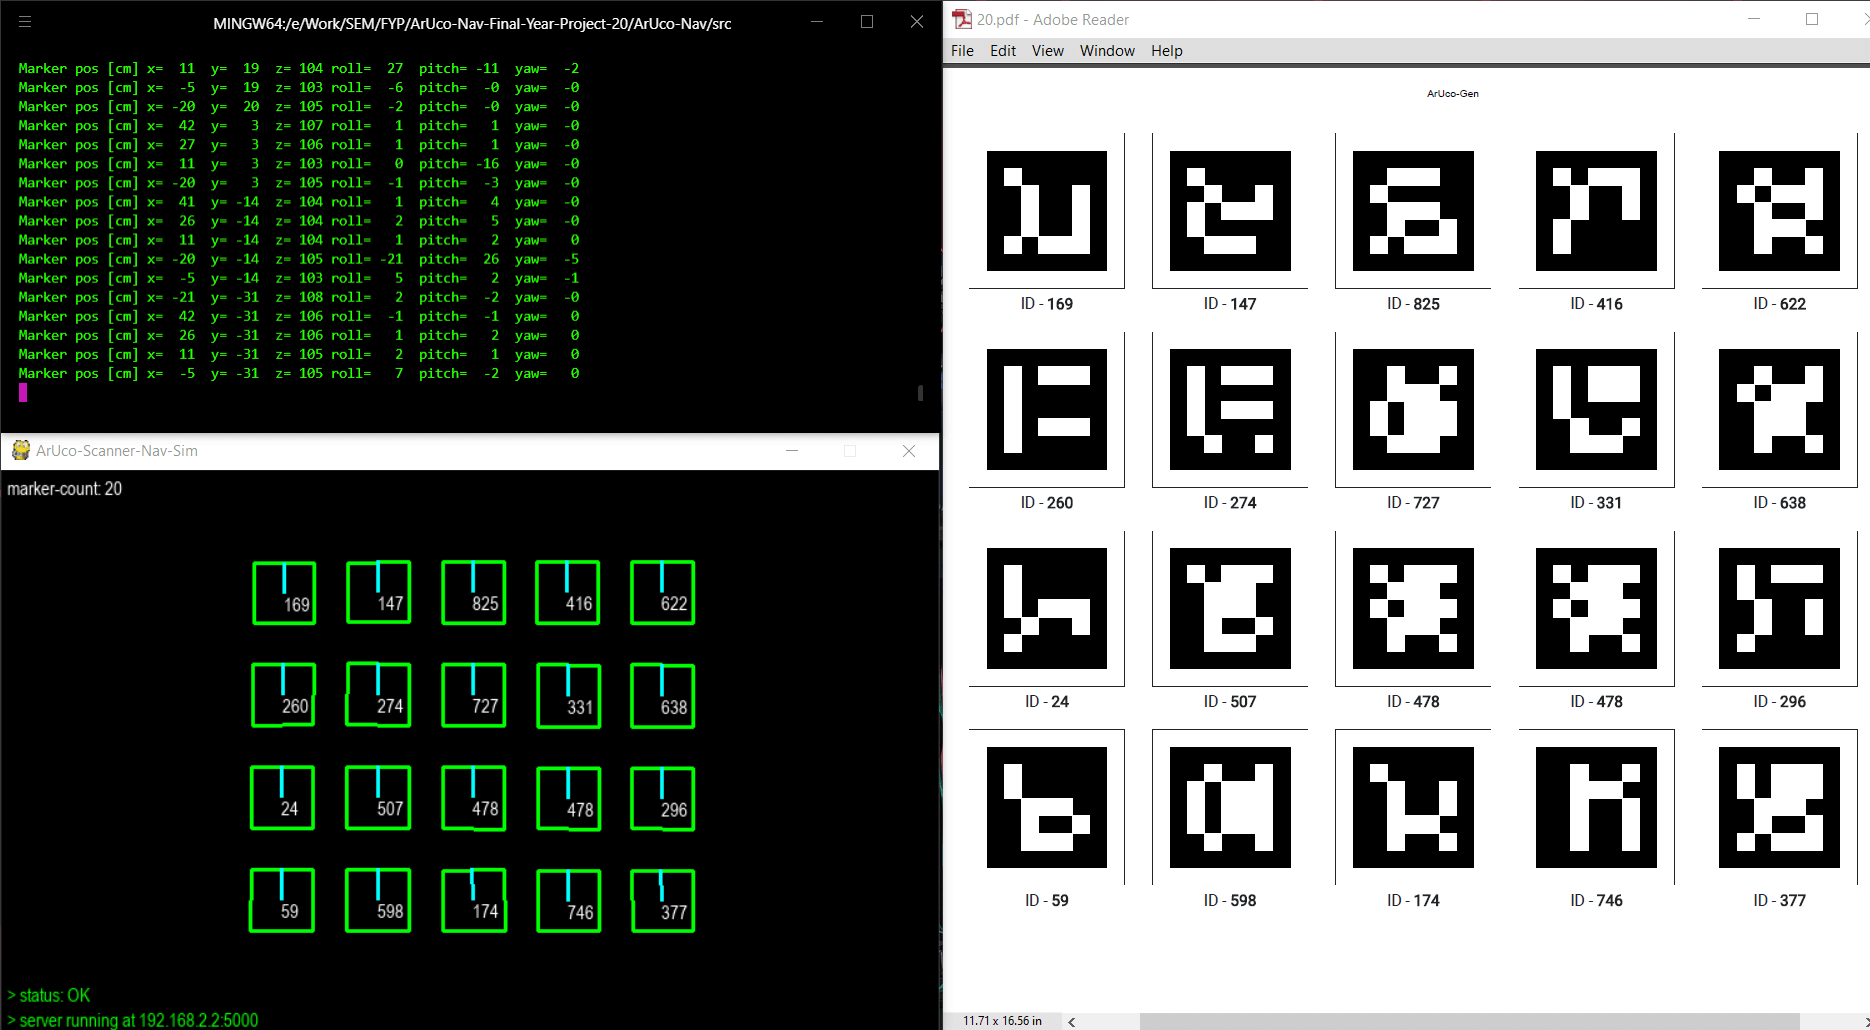 MINGW64:/e/Work/SEM/FYP/ArUco-Nav-Final-Year-Project-20/ArUco-Nav/src
Marker pos [cm] x=  11  y=  19  z= 104 roll=  27  pitch= -11  yaw=  -2
Marker pos [cm] x=  -5  y=  19  z= 103 roll=  -6  pitch=  -0  yaw=  -0
Marker pos [cm] x= -20  y=  20  z= 105 roll=  -2  pitch=  -0  yaw=  -0
Marker pos [cm] x=  42  y=   3  z= 107 roll=   1  pitch=   1  yaw=  -0
Marker pos [cm] x=  27  y=   3  z= 106 roll=   1  pitch=   1  yaw=  -0
Marker pos [cm] x=  11  y=   3  z= 103 roll=   0  pitch= -16  yaw=  -0
Marker pos [cm] x= -20  y=   3  z= 105 roll=  -1  pitch=  -3  yaw=  -0
Marker pos [cm] x=  41  y= -14  z= 104 roll=   1  pitch=   4  yaw=  -0
Marker pos [cm] x=  26  y= -14  z= 104 roll=   2  pitch=   5  yaw=  -0
Marker pos [cm] x=  11  y= -14  z= 104 roll=   1  pitch=   2  yaw=   0
Marker pos [cm] x= -20  y= -14  z= 105 roll= -21  pitch=  26  yaw=  -5
Marker pos [cm] x=  -5  y= -14  z= 103 roll=   5  pitch=   2  yaw=  -1
Marker pos [cm] x= -21  y= -31  z= 108 roll=   2  pitch=  -2  yaw=  -0
Marker pos [cm] x=  42  y= -31  z= 106 roll=  -1  pitch=  -1  yaw=   0
Marker pos [cm] x=  26  y= -31  z= 106 roll=   1  pitch=   2  yaw=   0
Marker pos [cm] x=  11  y= -31  z= 105 roll=   2  pitch=   1  yaw=   0
Marker pos [cm] x=  -5  y= -31  z= 105 roll=   7  pitch=  -2  yaw=   0
ArUco-Scanner-Nav-Sim
marker-count: 20
169 147 825 416 622
260 274 727 331 638
24 507 478 478 296
59 598 174 746 377
> status: OK
> server running at 192.168.2.2:5000
20.pdf - Adobe Reader
File Edit View Window Help
ArUco-Gen
ID - 169 ID - 147 ID - 825 ID - 416 ID - 622
ID - 260 ID - 274 ID - 727 ID - 331 ID - 638
ID - 24 ID - 507 ID - 478 ID - 478 ID - 296
ID - 59 ID - 598 ID - 174 ID - 746 ID - 377
11.71 x 16.56 in